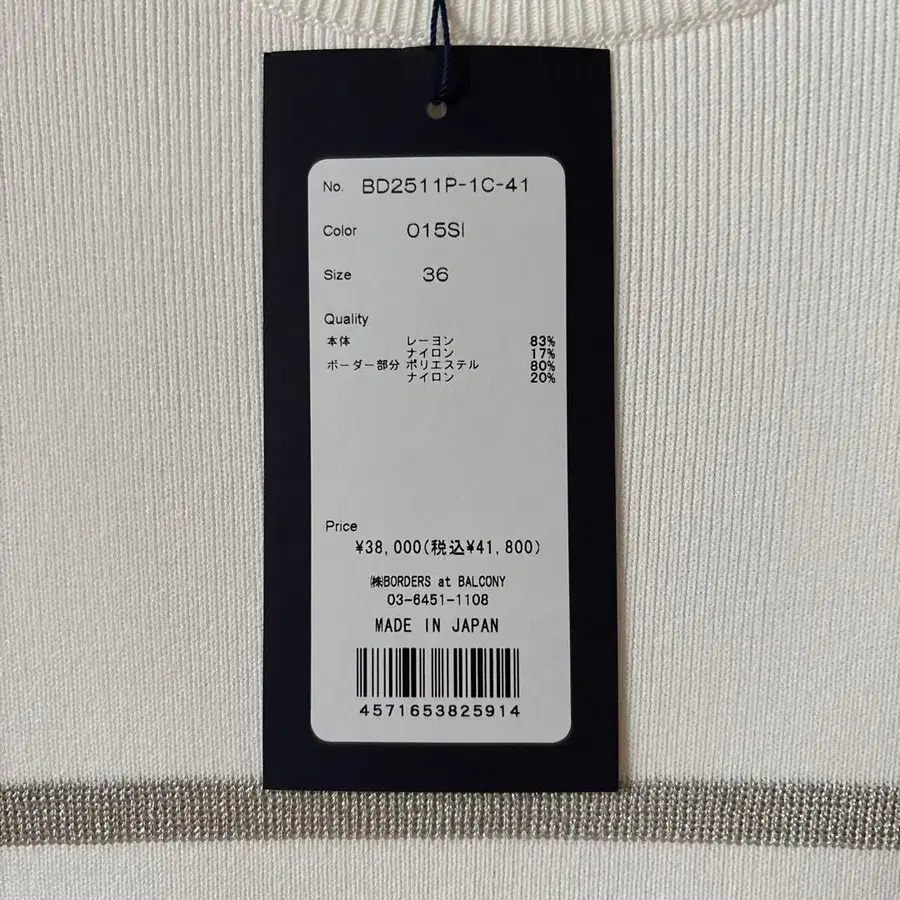 No. BD2511P-1C-41
Color 015SI
Size 36
Quality
本体 レーヨン 83%
ナイロン 17%
ボーダー部分 ポリエステル 80%
ナイロン 20%
Price
¥38,000(税込¥41,800)
㈱BORDERS at BALCONY
03-6451-1108
MADE IN JAPAN
4571653825914